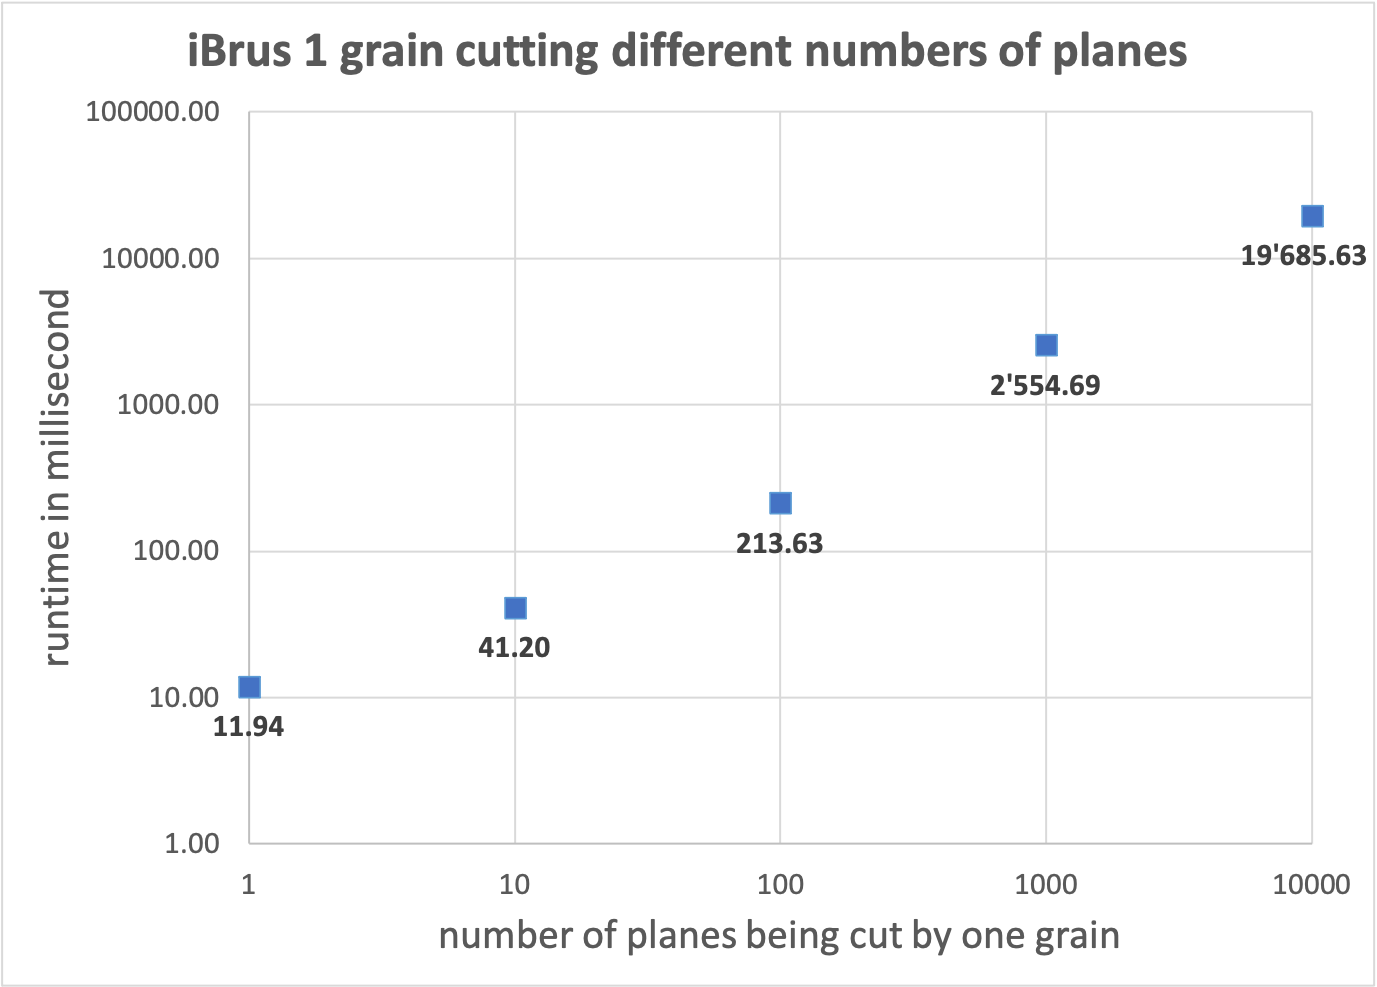 iBrus 1 grain cutting different numbers of planes
100000.00
10000.00
1000.00
100.00
10.00
1.00
runtime in millisecond
19'685.63
2'554.69
213.63
41.20
11.94
1 10 100 1000 10000
number of planes being cut by one grain